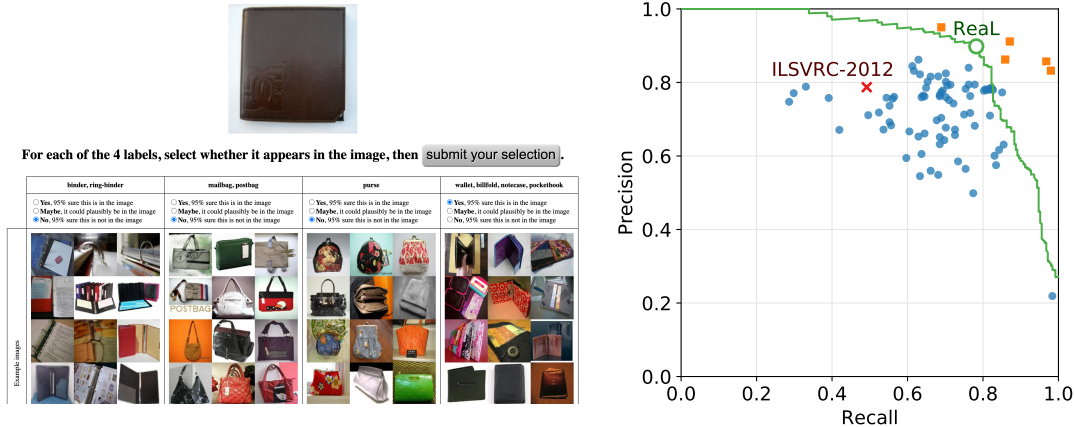 For each of the 4 labels, select whether it appears in the image, then submit your selection.
binder, ring-binder
Yes, 95% sure this is in the image
Maybe, it could plausibly be in the image
No, 95% sure this is not in the image
mailbag, postbag
Yes, 95% sure this is in the image
Maybe, it could plausibly be in the image
No, 95% sure this is not in the image
purse
Yes, 95% sure this is in the image
Maybe, it could plausibly be in the image
No, 95% sure this is not in the image
wallet, billfold, notecase, pocketbook
Yes, 95% sure this is in the image
Maybe, it could plausibly be in the image
No, 95% sure this is not in the image
Example images
POSTBAG
Precision
1.0
0.8
0.6
0.4
0.2
0.0
ReaL
ILSVRC-2012
0.0 0.2 0.4 0.6 0.8 1.0
Recall